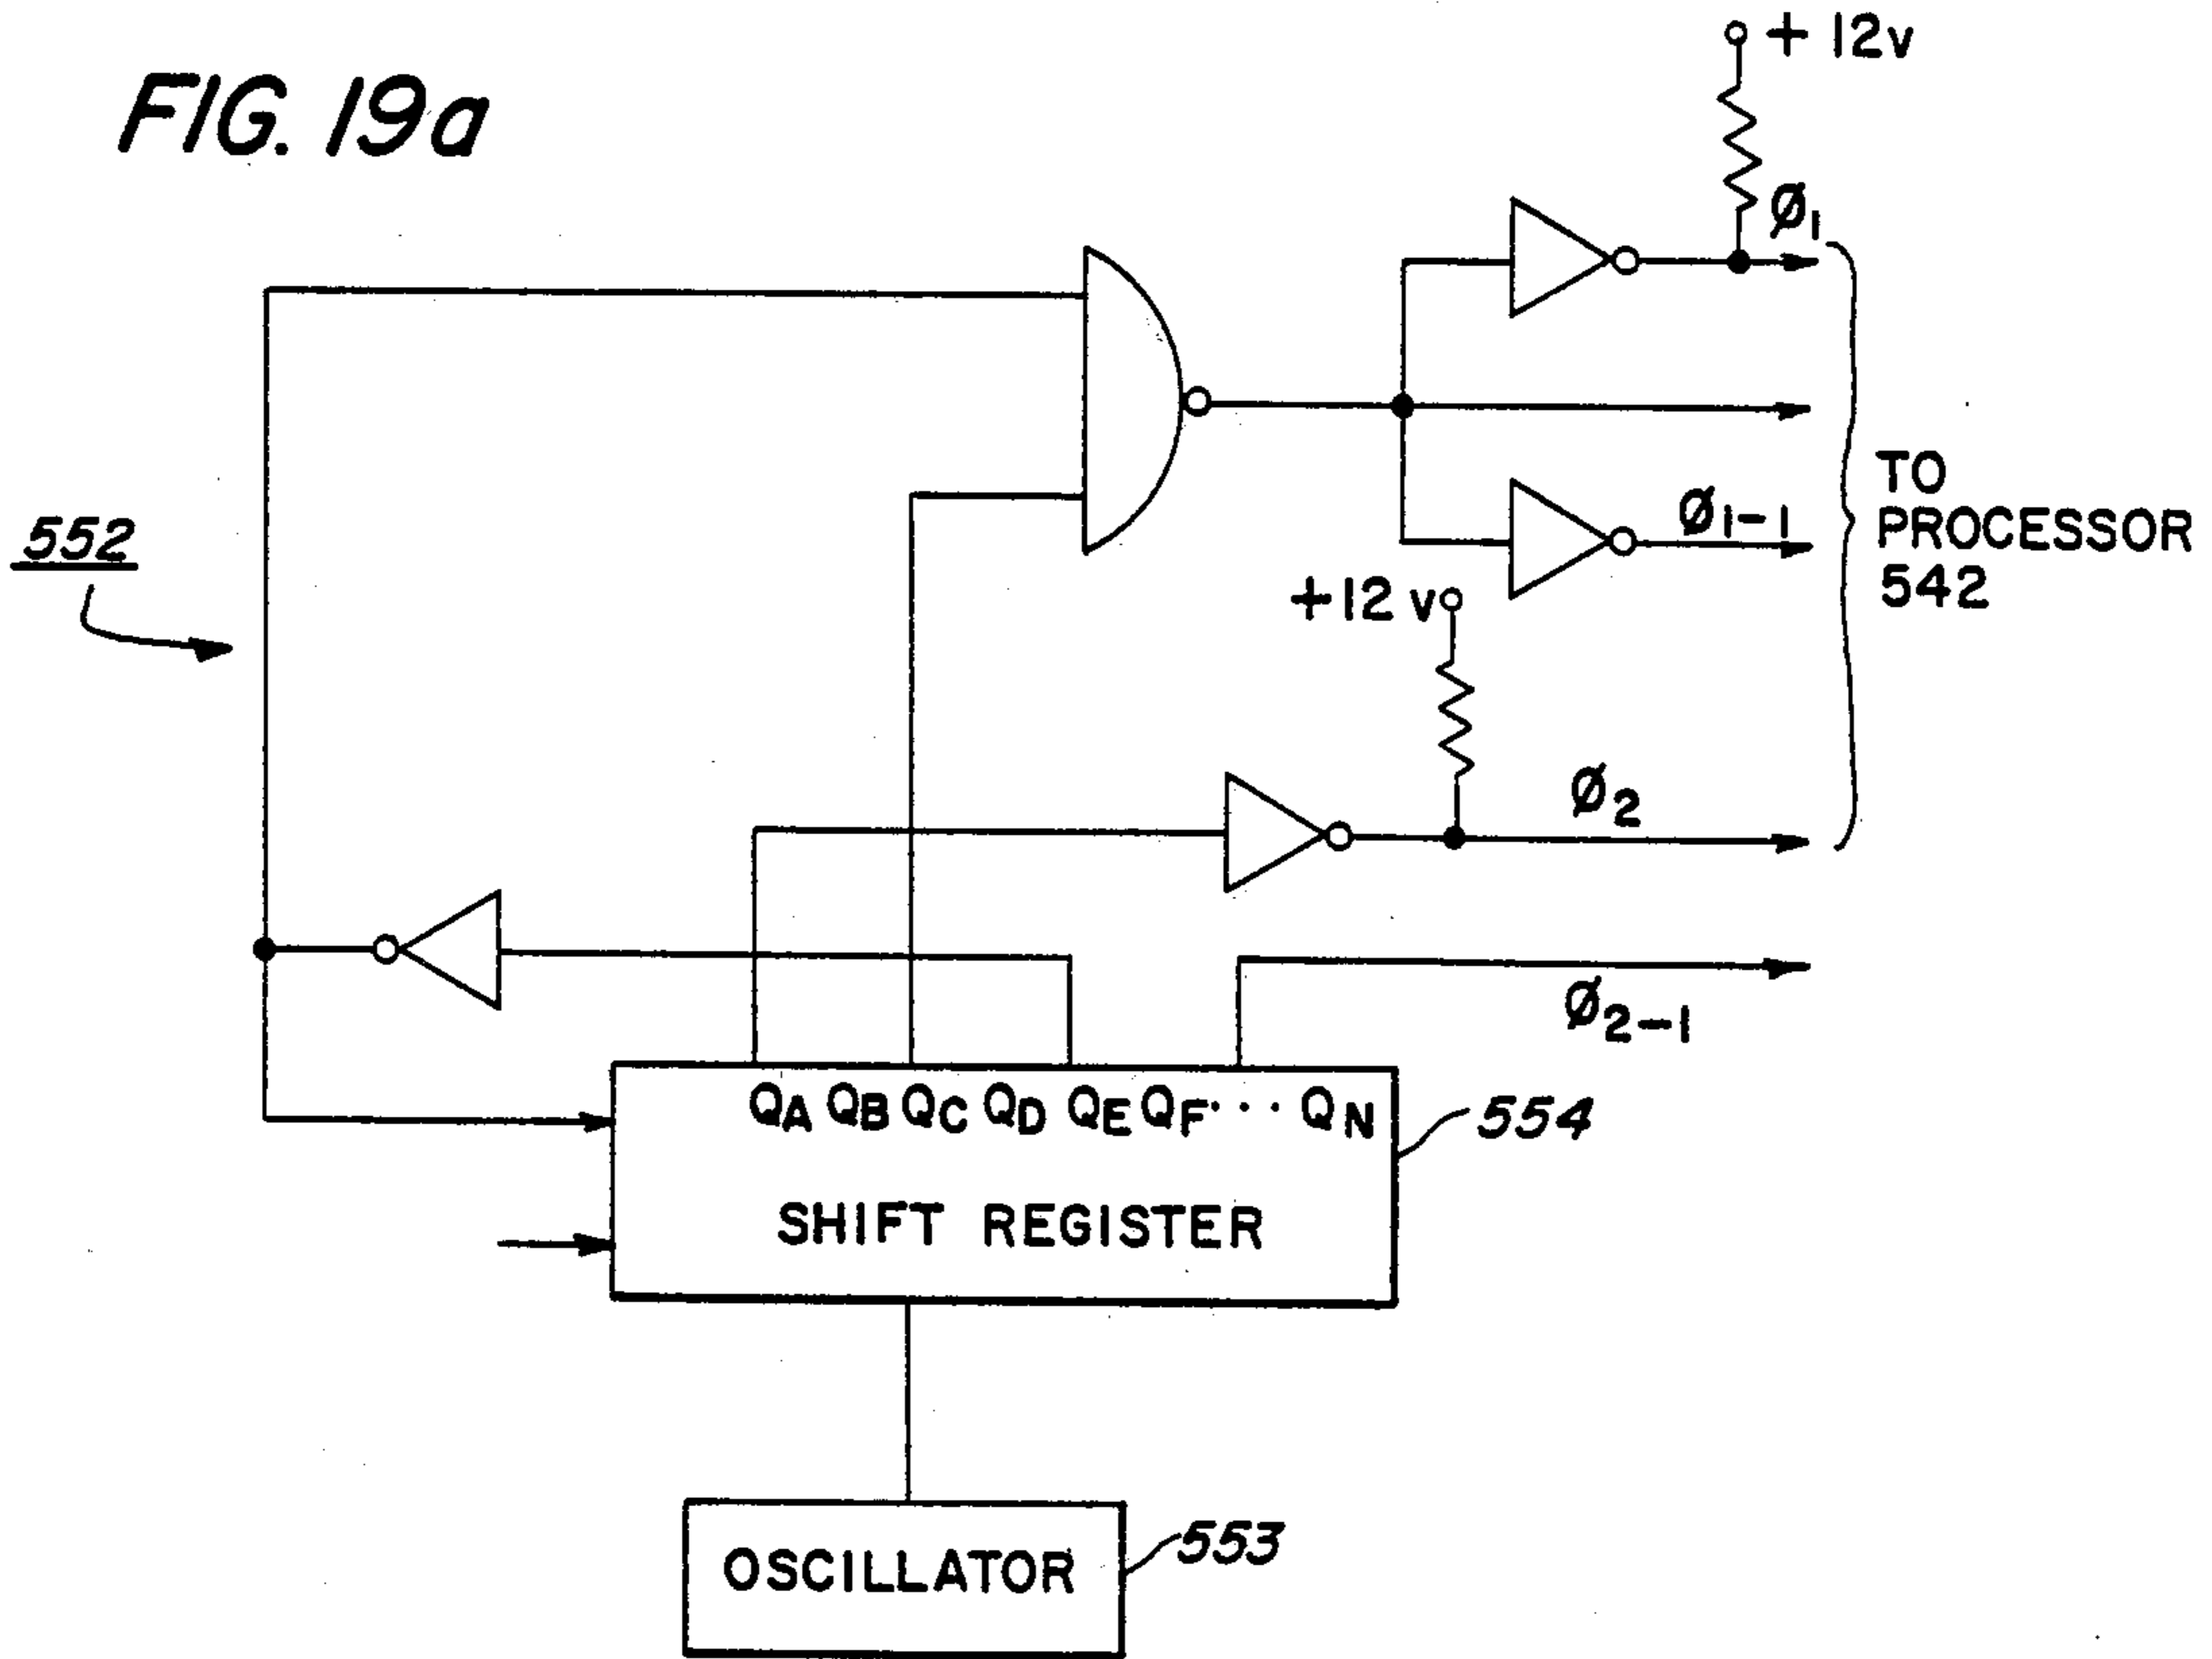 FIG. 19a
+12v
Ø1
552
Ø1-1
TO
PROCESSOR
542
+12 v
Ø2
Ø2-1
QA QB QC QD QE QF... QN
554
SHIFT REGISTER
OSCILLATOR
553